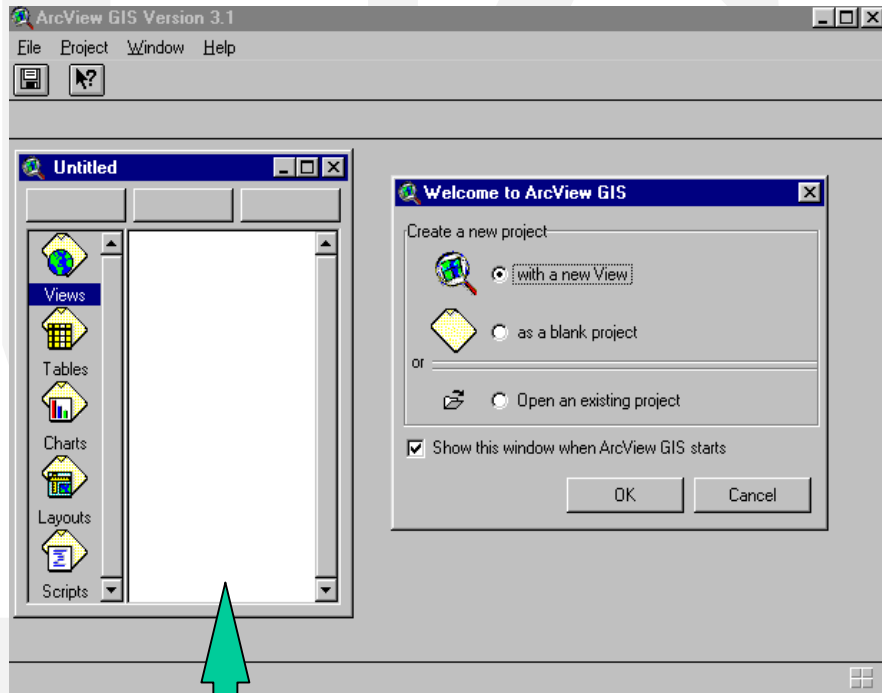 ArcView GIS Version 3.1
File Project Window Help
Untitled
Views
Tables
Charts
Layouts
Scripts
Welcome to ArcView GIS
Create a new project
with a new View
as a blank project
or
Open an existing project
Show this window when ArcView GIS starts
OK Cancel